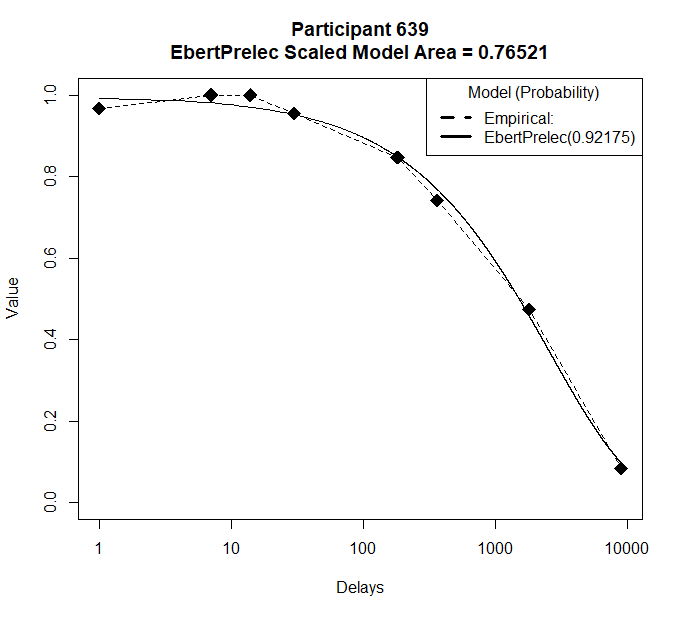 Participant 639
EbertPrelec Scaled Model Area = 0.76521
Model (Probability)
Empirical:
EbertPrelec(0.92175)
1.0
0.8
0.6
0.4
0.2
0.0
Value
1 10 100 1000 10000
Delays